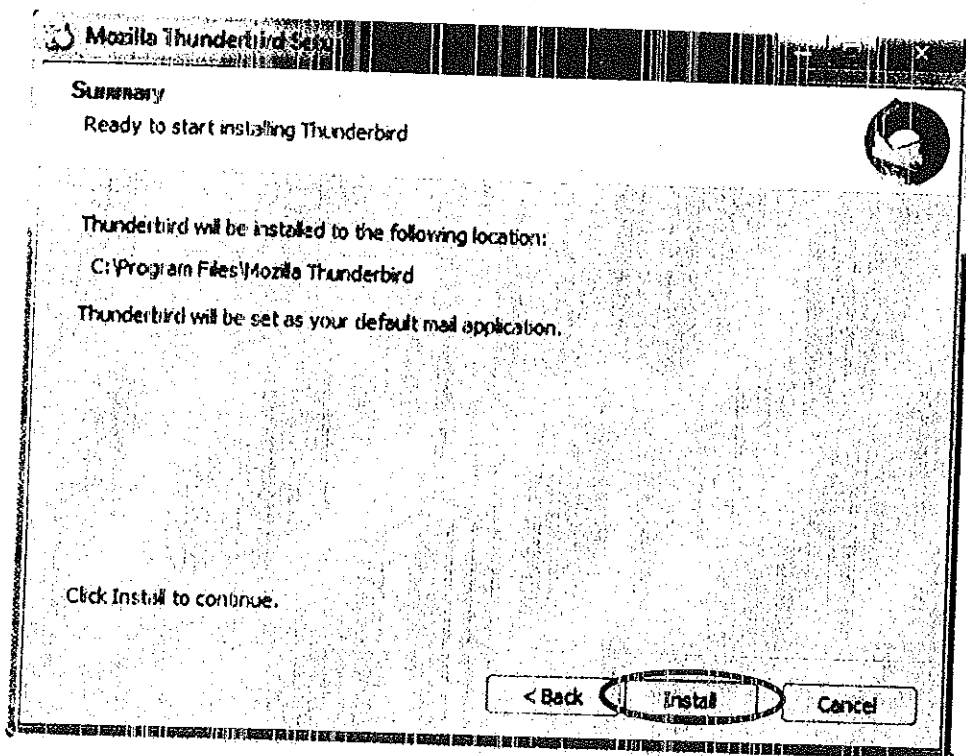 Mozilla Thunderbird Setup
Summary
Ready to start installing Thunderbird
Thunderbird will be installed to the following location:
C:\Program Files\Mozilla Thunderbird
Thunderbird will be set as your default mail application.
Click Install to continue.
< Back Install Cancel